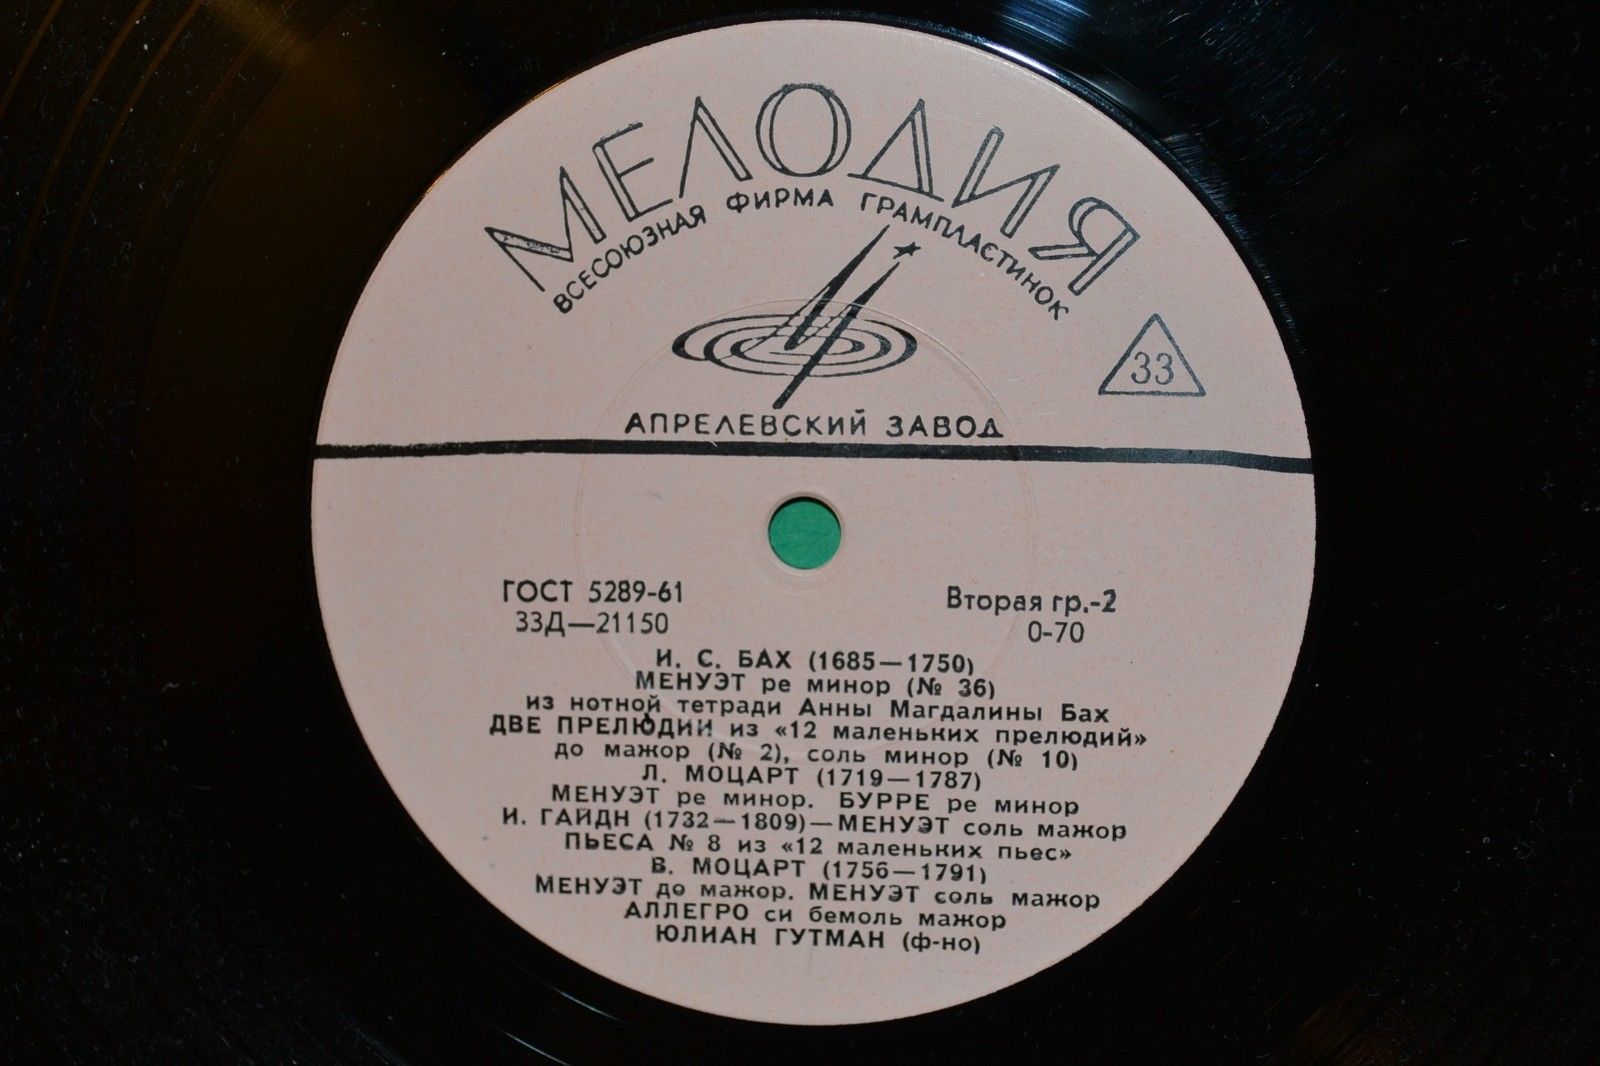 МЕЛОДИЯ
ВСЕСОЮЗНАЯ ФИРМА ГРАМПЛАСТИНОК
33
АПРЕЛЕВСКИЙ ЗАВОД
ГОСТ 5289-61
Вторая гр.-2
33Д—21150
0-70
И. С. БАХ (1685—1750)
МЕНУЭТ ре минор (№ 36)
из нотной тетради Анны Магдалины Бах
ДВЕ ПРЕЛЮДИИ из «12 маленьких прелюдий»
до мажор (№ 2), соль минор (№ 10)
Л. МОЦАРТ (1719—1787)
МЕНУЭТ ре минор. БУРРЕ ре минор
И. ГАЙДН (1732—1809)—МЕНУЭТ соль мажор
ПЬЕСА № 8 из «12 маленьких пьес»
В. МОЦАРТ (1756—1791)
МЕНУЭТ до мажор. МЕНУЭТ соль мажор
АЛЛЕГРО си бемоль мажор
ЮЛИАН ГУТМАН (ф-но)